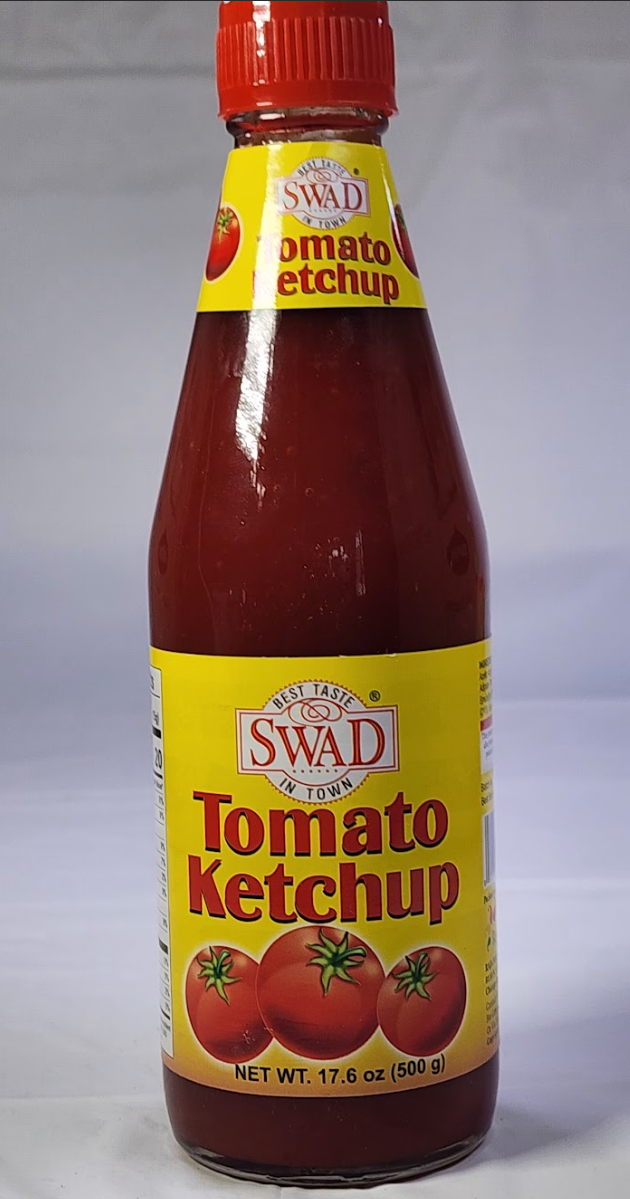 BEST TASTE
SWAD
IN TOWN
®
Tomato
Ketchup
BEST TASTE
®
SWAD
IN TOWN
20
Tomato
Ketchup
NET WT. 17.6 oz (500 g)